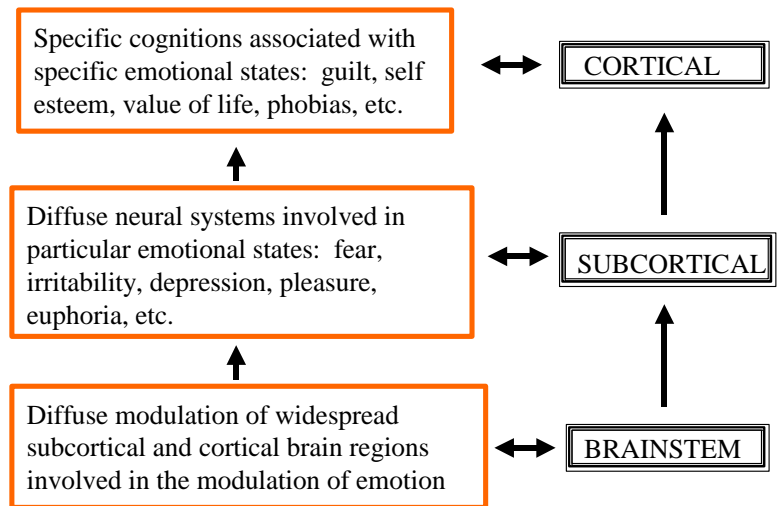 Specific cognitions associated with
specific emotional states:  guilt, self
esteem, value of life, phobias, etc.
CORTICAL
Diffuse neural systems involved in
particular emotional states:  fear,
irritability, depression, pleasure,
euphoria, etc.
SUBCORTICAL
Diffuse modulation of widespread
subcortical and cortical brain regions
involved in the modulation of emotion
BRAINSTEM